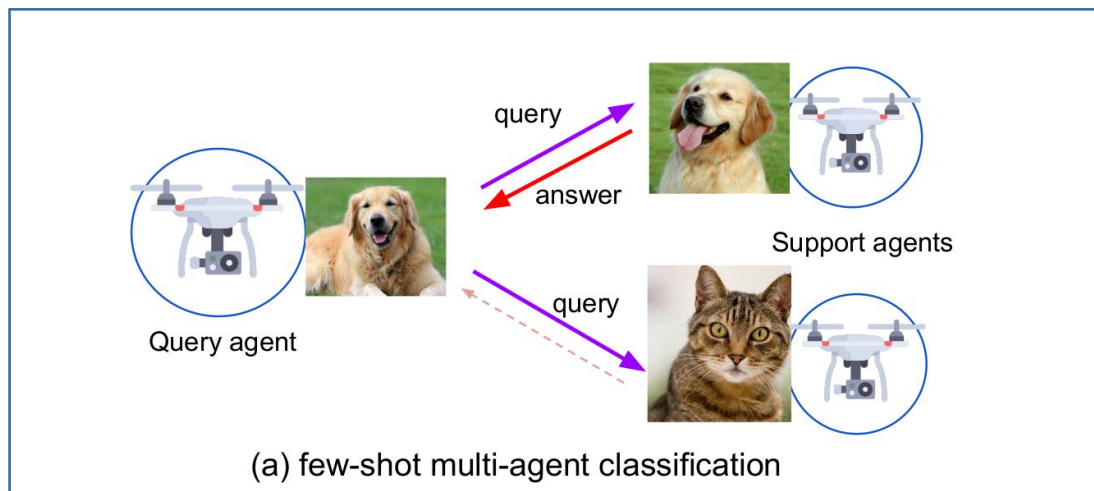 query
answer
Support agents
query
Query agent
(a) few-shot multi-agent classification